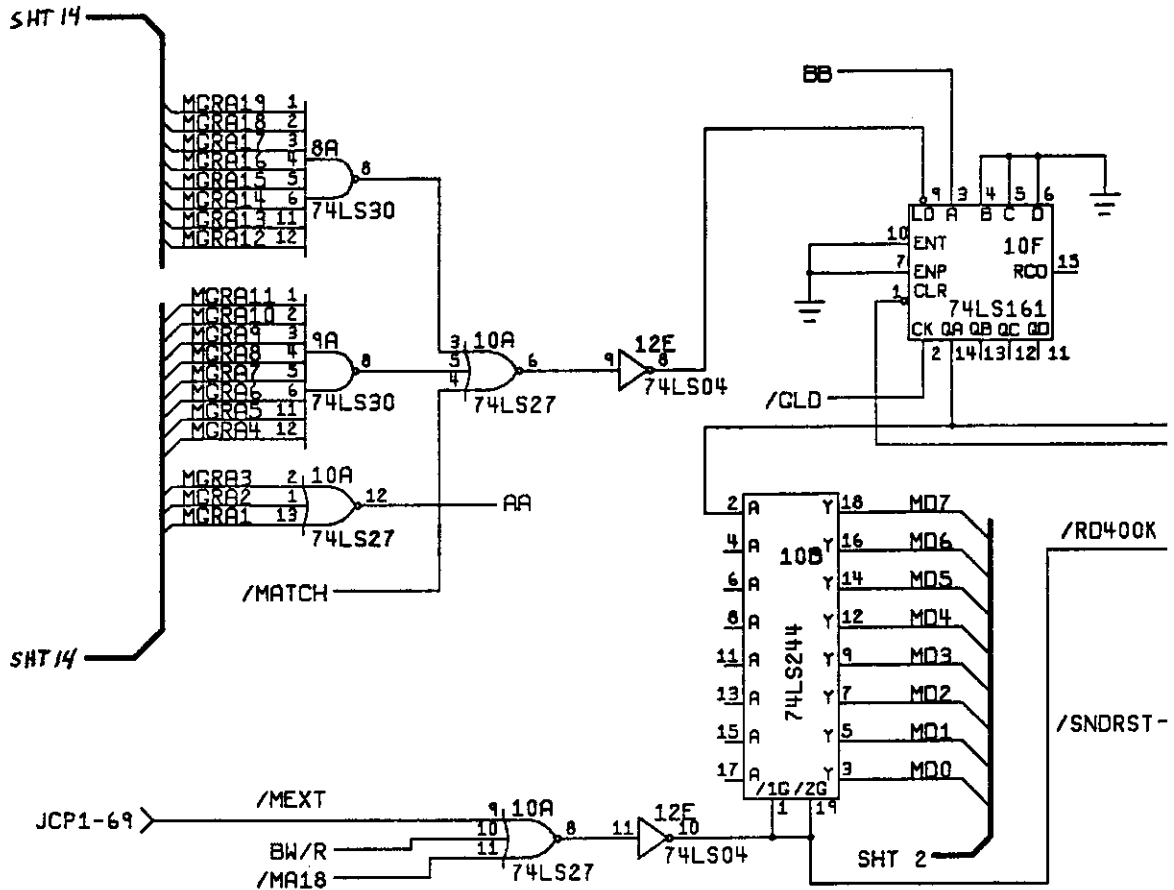 SHT 14
BB
MGRA19 1
MGRA18 2
MGRA17 3
MGRA16 4
MGRA15 5
MGRA14 6
MGRA13 11
MGRA12 12
8A
8
74LS30
9 3 4 5 6
LD A B C D
10 ENT
7 ENP
1 CLR
10F
RCO 15
74LS161
CK QA QB QC QD
2 14 13 12 11
MGRA11 1
MGRA10 2
MGRA9 3
MGRA8 4
MGRA7 5
MGRA6 6
MGRA5 11
MGRA4 12
9A
8
74LS30
3
5
4
10A
6
74LS27
9
12E
8
74LS04
/GLD
MGRA3 2
MGRA2 1
MGRA1 13
10A
12
74LS27
AA
/MATCH
SHT 14
2 A Y 18 MD7
4 A Y 16 MD6
6 A Y 14 MD5
8 A Y 12 MD4
11 A Y 9 MD3
13 A Y 7 MD2
15 A Y 5 MD1
17 A Y 3 MD0
10B
74LS244
/1G /2G
1 19
/RD400K
/SNDRST-
SHT 2
JCP1-69
/MEXT
BW/R
/MA18
9
10
11
10A
8
74LS27
11
12E
10
74LS04